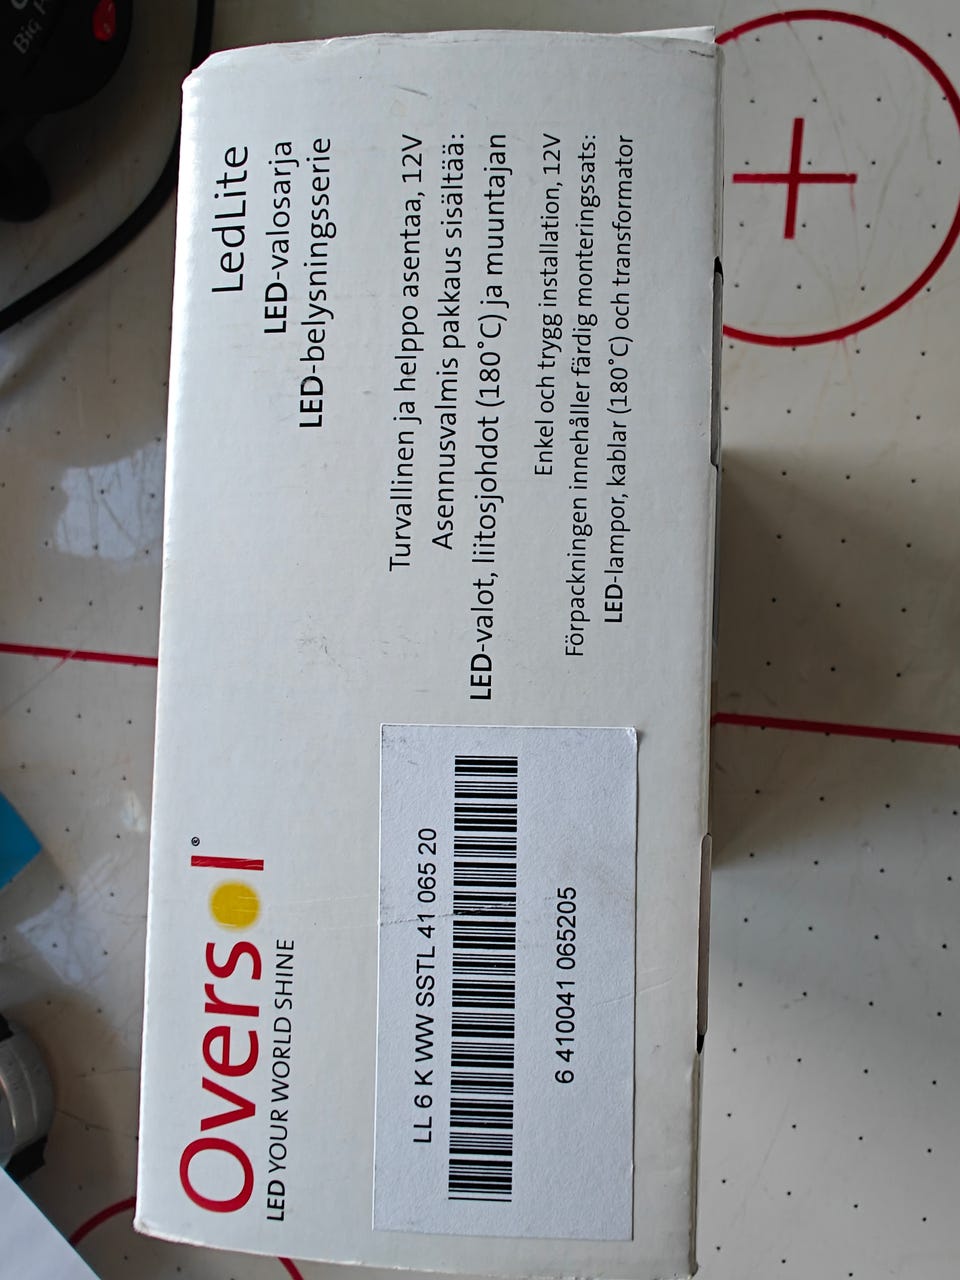 Oversol®
LED YOUR WORLD SHINE
LedLite
LED-valosarja
LED-belysningsserie
Turvallinen ja helppo asentaa, 12V
Asennusvalmis pakkaus sisältää:
LED-valot, liitosjohdot (180°C) ja muuntajan
Enkel och trygg installation, 12V
Förpackningen innehåller färdig monteringssats:
LED-lampor, kablar (180°C) och transformator
LL 6 K WW SSTL 41 065 20
6 410041 065205